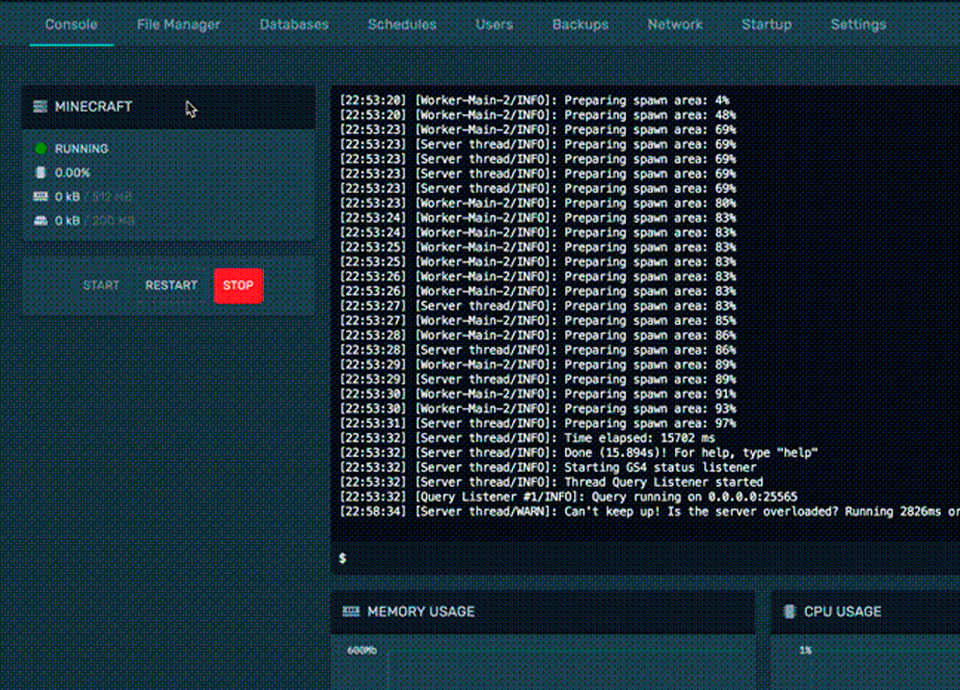 Console File Manager Databases Schedules Users Backups Network Startup Settings
MINECRAFT
RUNNING
0.00%
0 kB / 512 MB
0 kB / 200 MB
START RESTART STOP
[22:53:20] [Worker-Main-2/INFO]: Preparing spawn area: 4%
[22:53:20] [Worker-Main-2/INFO]: Preparing spawn area: 48%
[22:53:23] [Worker-Main-2/INFO]: Preparing spawn area: 69%
[22:53:23] [Server thread/INFO]: Preparing spawn area: 69%
[22:53:23] [Server thread/INFO]: Preparing spawn area: 69%
[22:53:23] [Server thread/INFO]: Preparing spawn area: 69%
[22:53:23] [Server thread/INFO]: Preparing spawn area: 69%
[22:53:23] [Worker-Main-2/INFO]: Preparing spawn area: 80%
[22:53:24] [Worker-Main-2/INFO]: Preparing spawn area: 83%
[22:53:24] [Worker-Main-2/INFO]: Preparing spawn area: 83%
[22:53:25] [Worker-Main-2/INFO]: Preparing spawn area: 83%
[22:53:25] [Worker-Main-2/INFO]: Preparing spawn area: 83%
[22:53:26] [Worker-Main-2/INFO]: Preparing spawn area: 83%
[22:53:26] [Worker-Main-2/INFO]: Preparing spawn area: 83%
[22:53:27] [Server thread/INFO]: Preparing spawn area: 83%
[22:53:27] [Worker-Main-2/INFO]: Preparing spawn area: 85%
[22:53:28] [Worker-Main-2/INFO]: Preparing spawn area: 86%
[22:53:28] [Server thread/INFO]: Preparing spawn area: 86%
[22:53:29] [Worker-Main-2/INFO]: Preparing spawn area: 89%
[22:53:29] [Server thread/INFO]: Preparing spawn area: 89%
[22:53:30] [Worker-Main-2/INFO]: Preparing spawn area: 91%
[22:53:30] [Worker-Main-2/INFO]: Preparing spawn area: 93%
[22:53:31] [Server thread/INFO]: Preparing spawn area: 97%
[22:53:32] [Server thread/INFO]: Time elapsed: 15702 ms
[22:53:32] [Server thread/INFO]: Done (15.894s)! For help, type "help"
[22:53:32] [Server thread/INFO]: Starting GS4 status listener
[22:53:32] [Server thread/INFO]: Thread Query Listener started
[22:53:32] [Query Listener #1/INFO]: Query running on 0.0.0.0:25565
[22:58:34] [Server thread/WARN]: Can't keep up! Is the server overloaded? Running 2826ms or
$
MEMORY USAGE
600Mb
CPU USAGE
1%